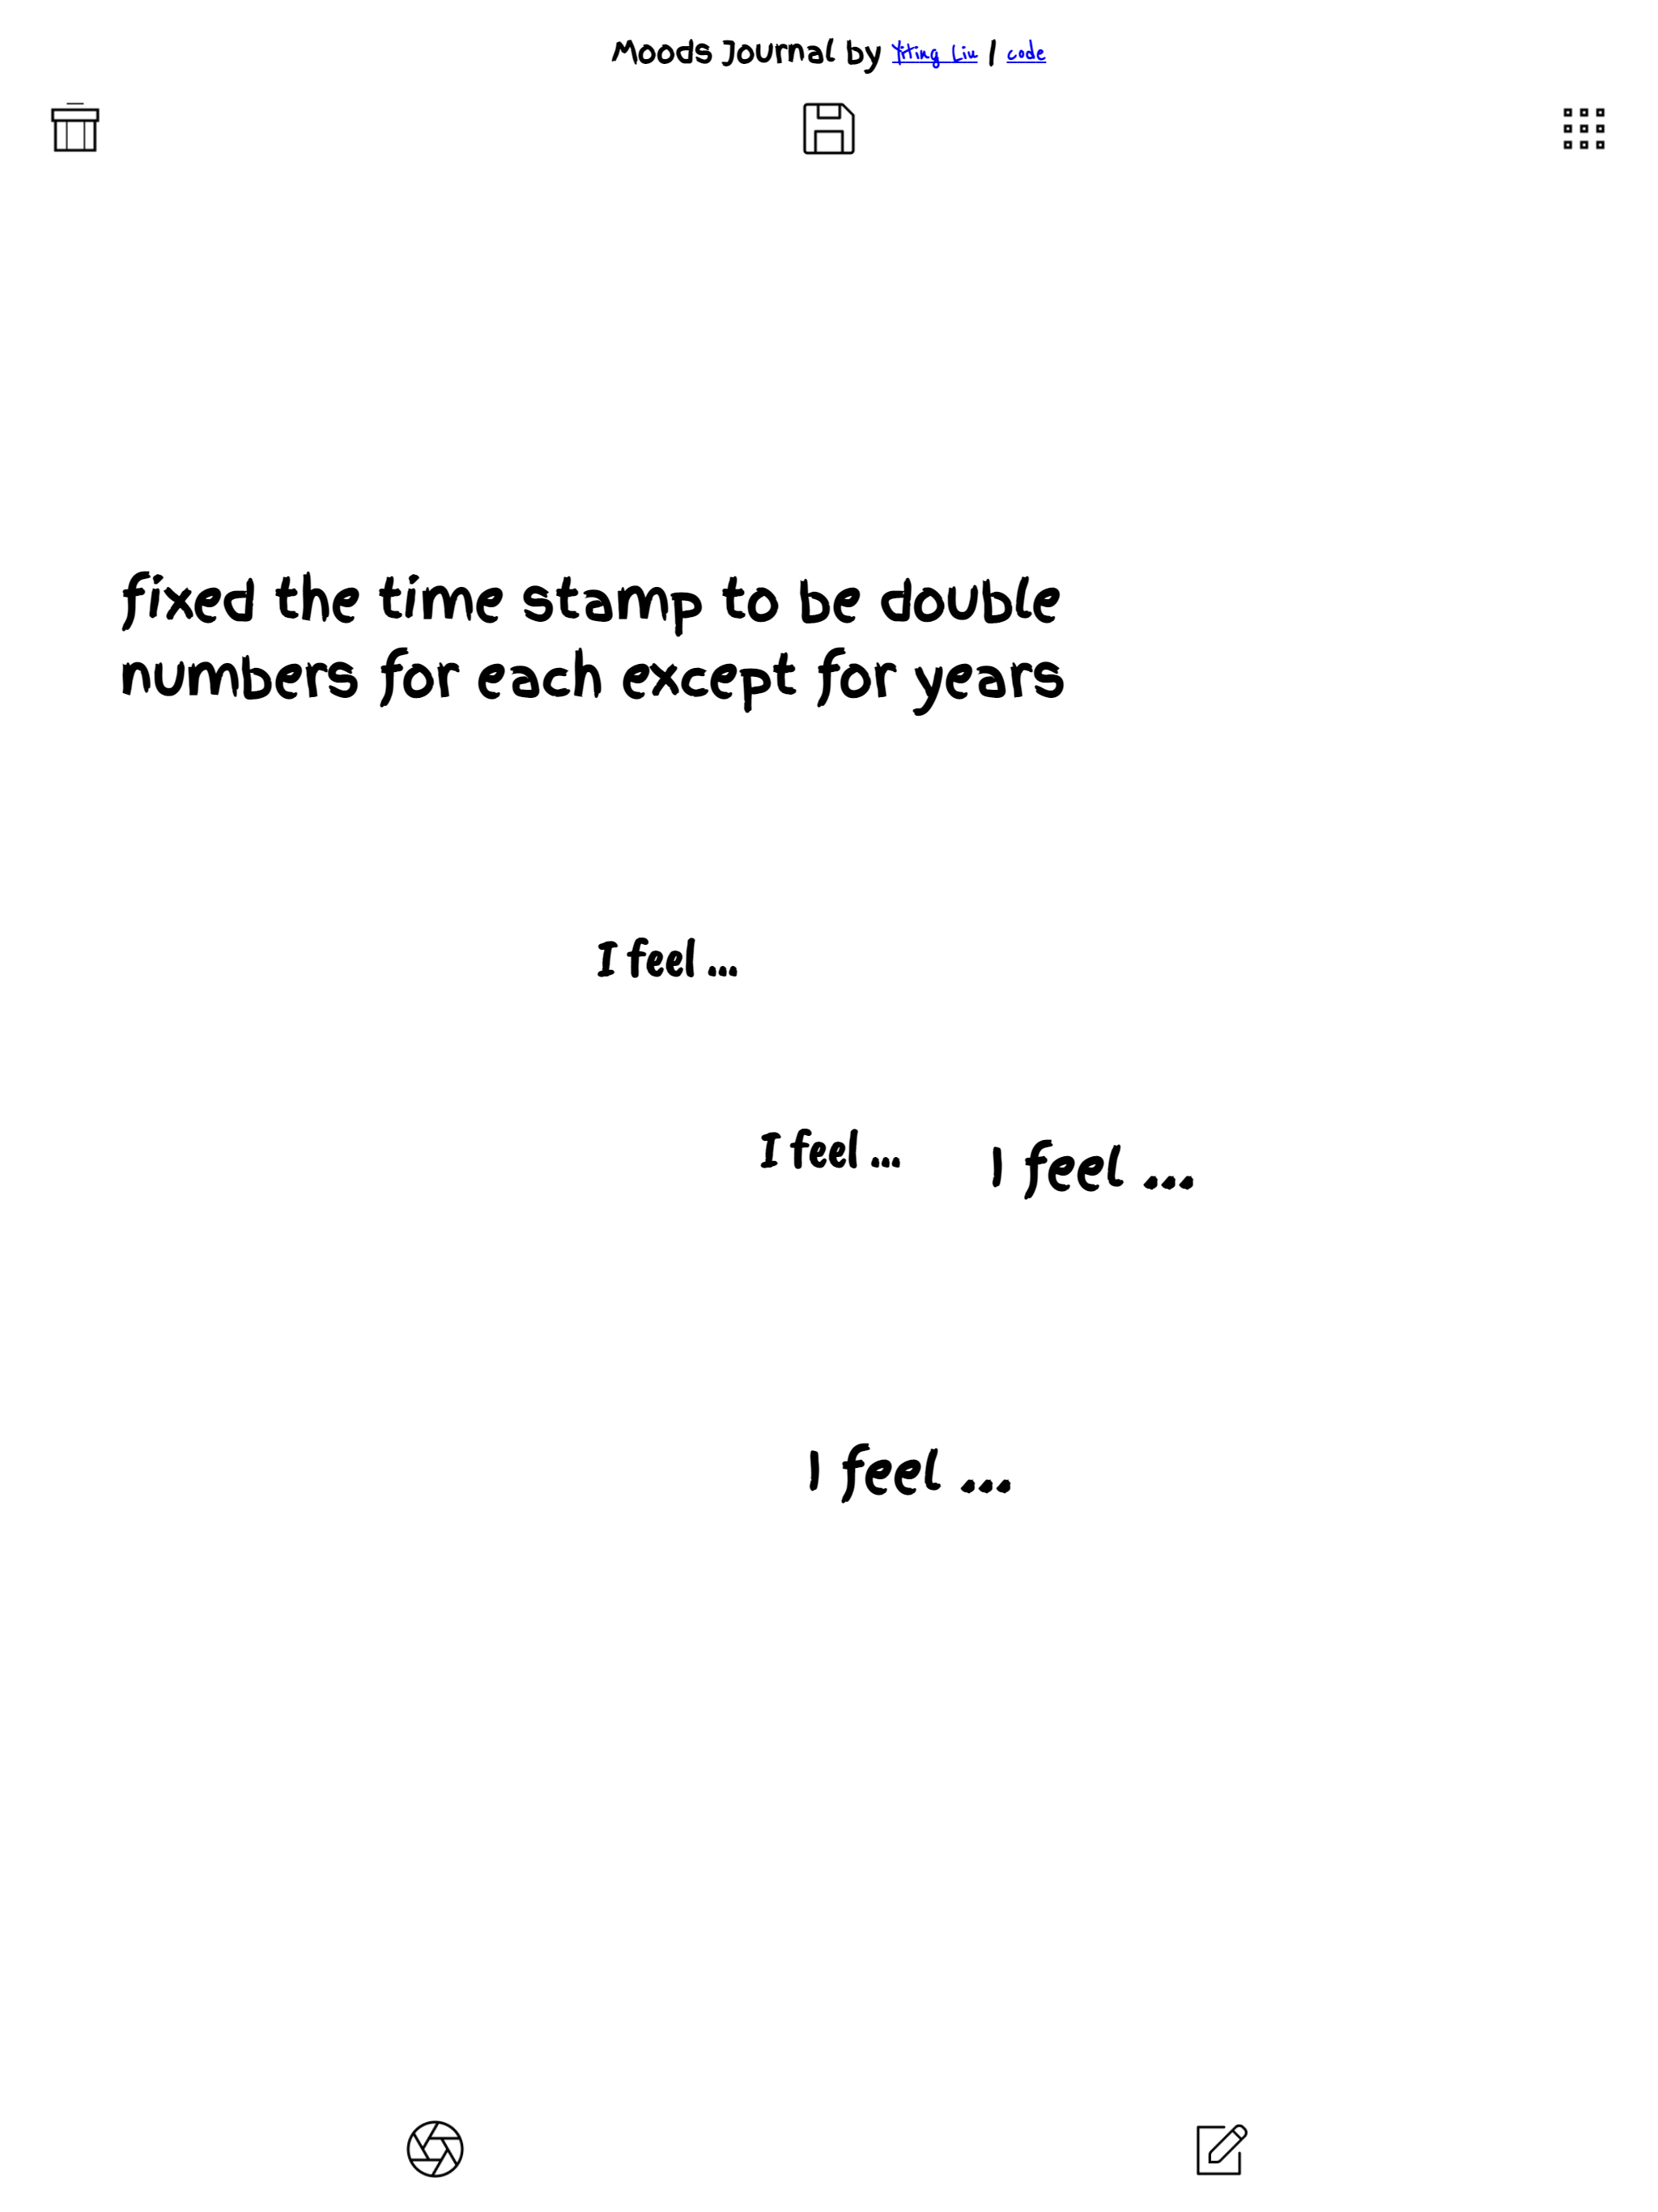 Moods Journal by Yiting Liu | code
fixed the time stamp to be double
numbers for each except for years
I feel ...
I feel ... I feel ...
I feel ...